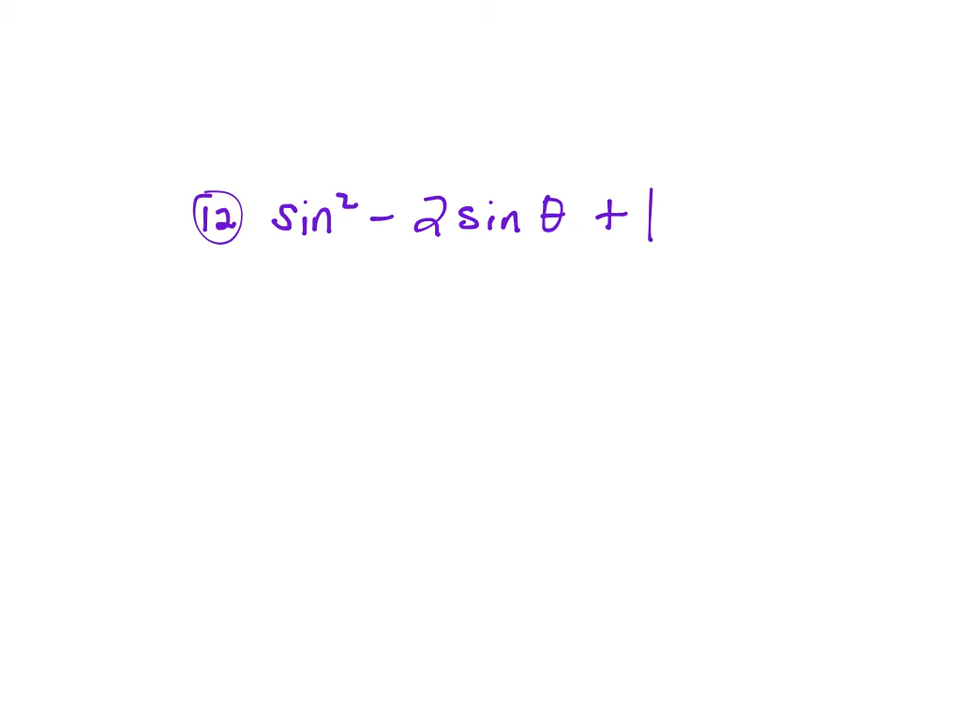 ⑫ sin² - 2 sin θ + 1